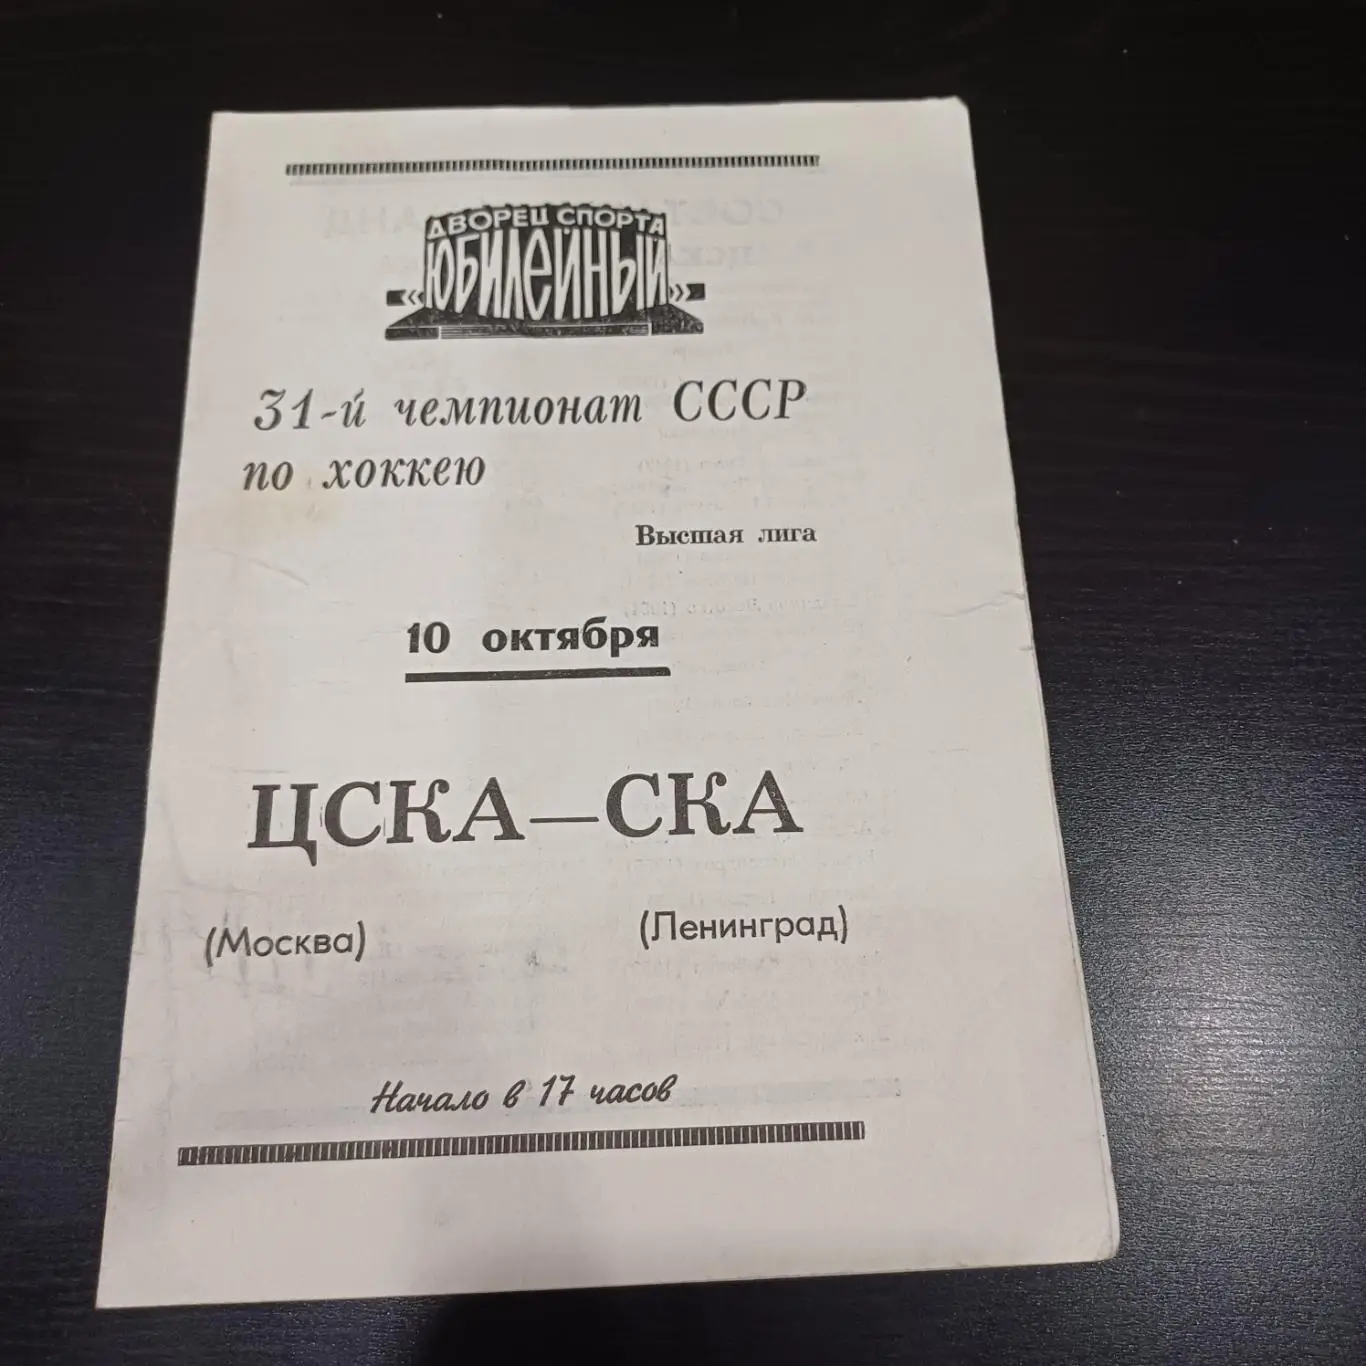 ДВОРЕЦ СПОРТА
«ЮБИЛЕЙНЫЙ»
31-й чемпионат СССР
по хоккею
Высшая лига
10 октября
ЦСКА—СКА
(Москва) (Ленинград)
Начало в 17 часов